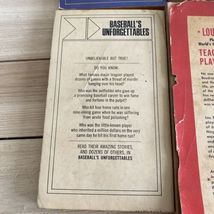 BASEBALL'S
UNFORGETTABLES
UNBELIEVABLE BUT TRUE!
DO YOU KNOW:
What famous major leaguer played
dozens of games with a threat of murder
hanging over his head?
Who was the outfielder who gave up
a promising baseball career to win fame
and fortune in the pulpit?
Who hit four home runs in one
nine-inning game when he was suffering
from acute food poisoning?
Who was the little-known player
who inherited a million dollars on the very
same day he hit his first home run?
READ THEIR AMAZING STORIES,
AND DOZENS OF OTHERS, IN
BASEBALL'S UNFORGETTABLES
LOU
World's
TEAC
PLAY